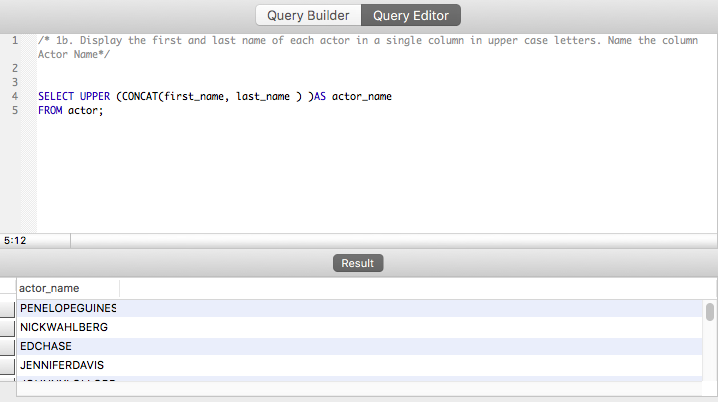 Query Builder Query Editor
1 /* 1b. Display the first and last name of each actor in a single column in upper case letters. Name the column
Actor Name*/
2
3
4 SELECT UPPER (CONCAT(first_name, last_name ) )AS actor_name
5 FROM actor;
5:12
Result
actor_name
PENELOPEGUINES
NICKWAHLBERG
EDCHASE
JENNIFERDAVIS